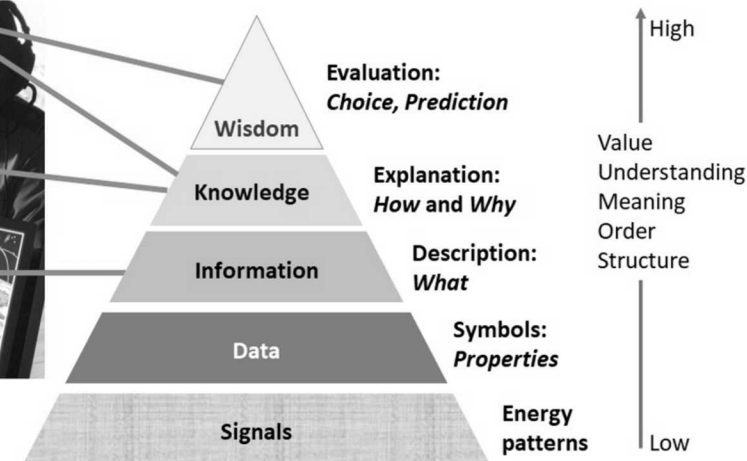 High
Evaluation:
Choice, Prediction
Wisdom
Value
Understanding
Meaning
Order
Structure
Explanation:
How and Why
Knowledge
Description:
What
Information
Symbols:
Properties
Data
Energy
patterns
Signals
Low